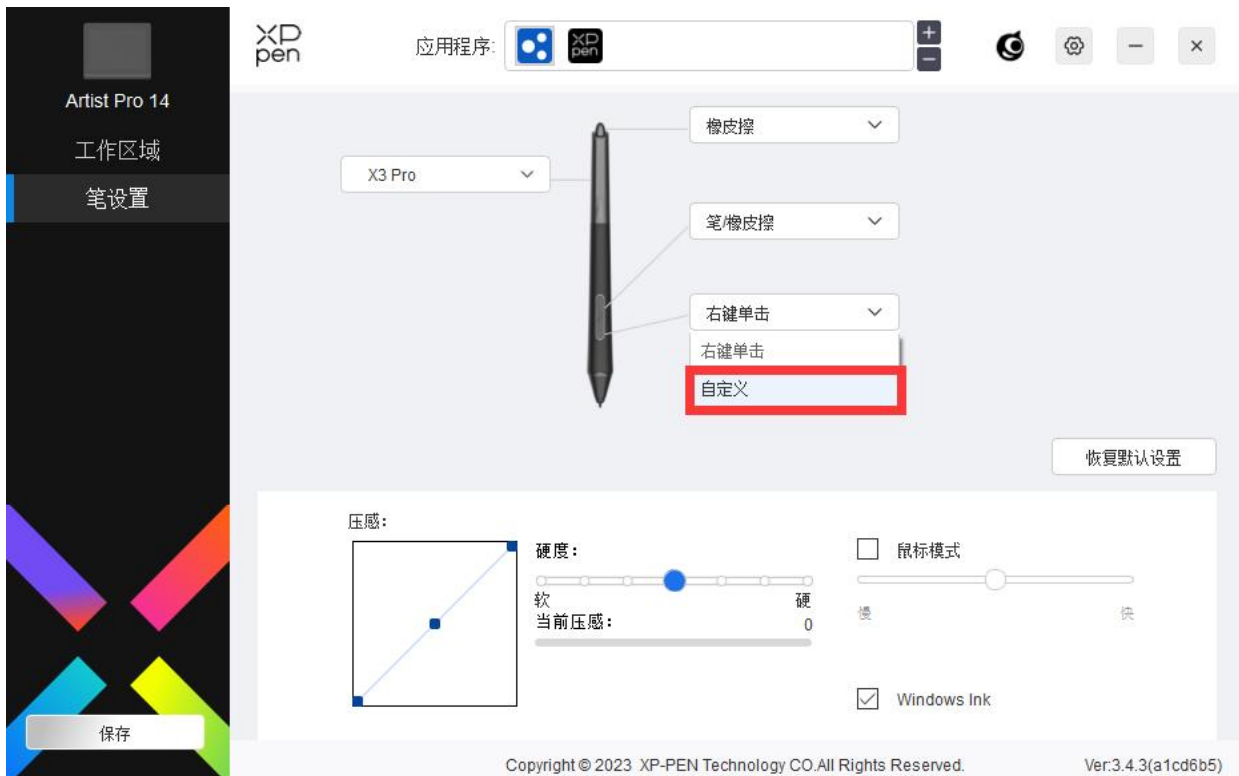 XP
pen
应用程序:
XP
pen
Artist Pro 14
工作区域
笔设置
橡皮擦
X3 Pro
笔/橡皮擦
右键单击
右键单击
自定义
恢复默认设置
压感：
硬度：
软 硬
当前压感： 0
鼠标模式
慢 快
Windows Ink
保存
Copyright © 2023 XP-PEN Technology CO.All Rights Reserved.
Ver:3.4.3(a1cd6b5)